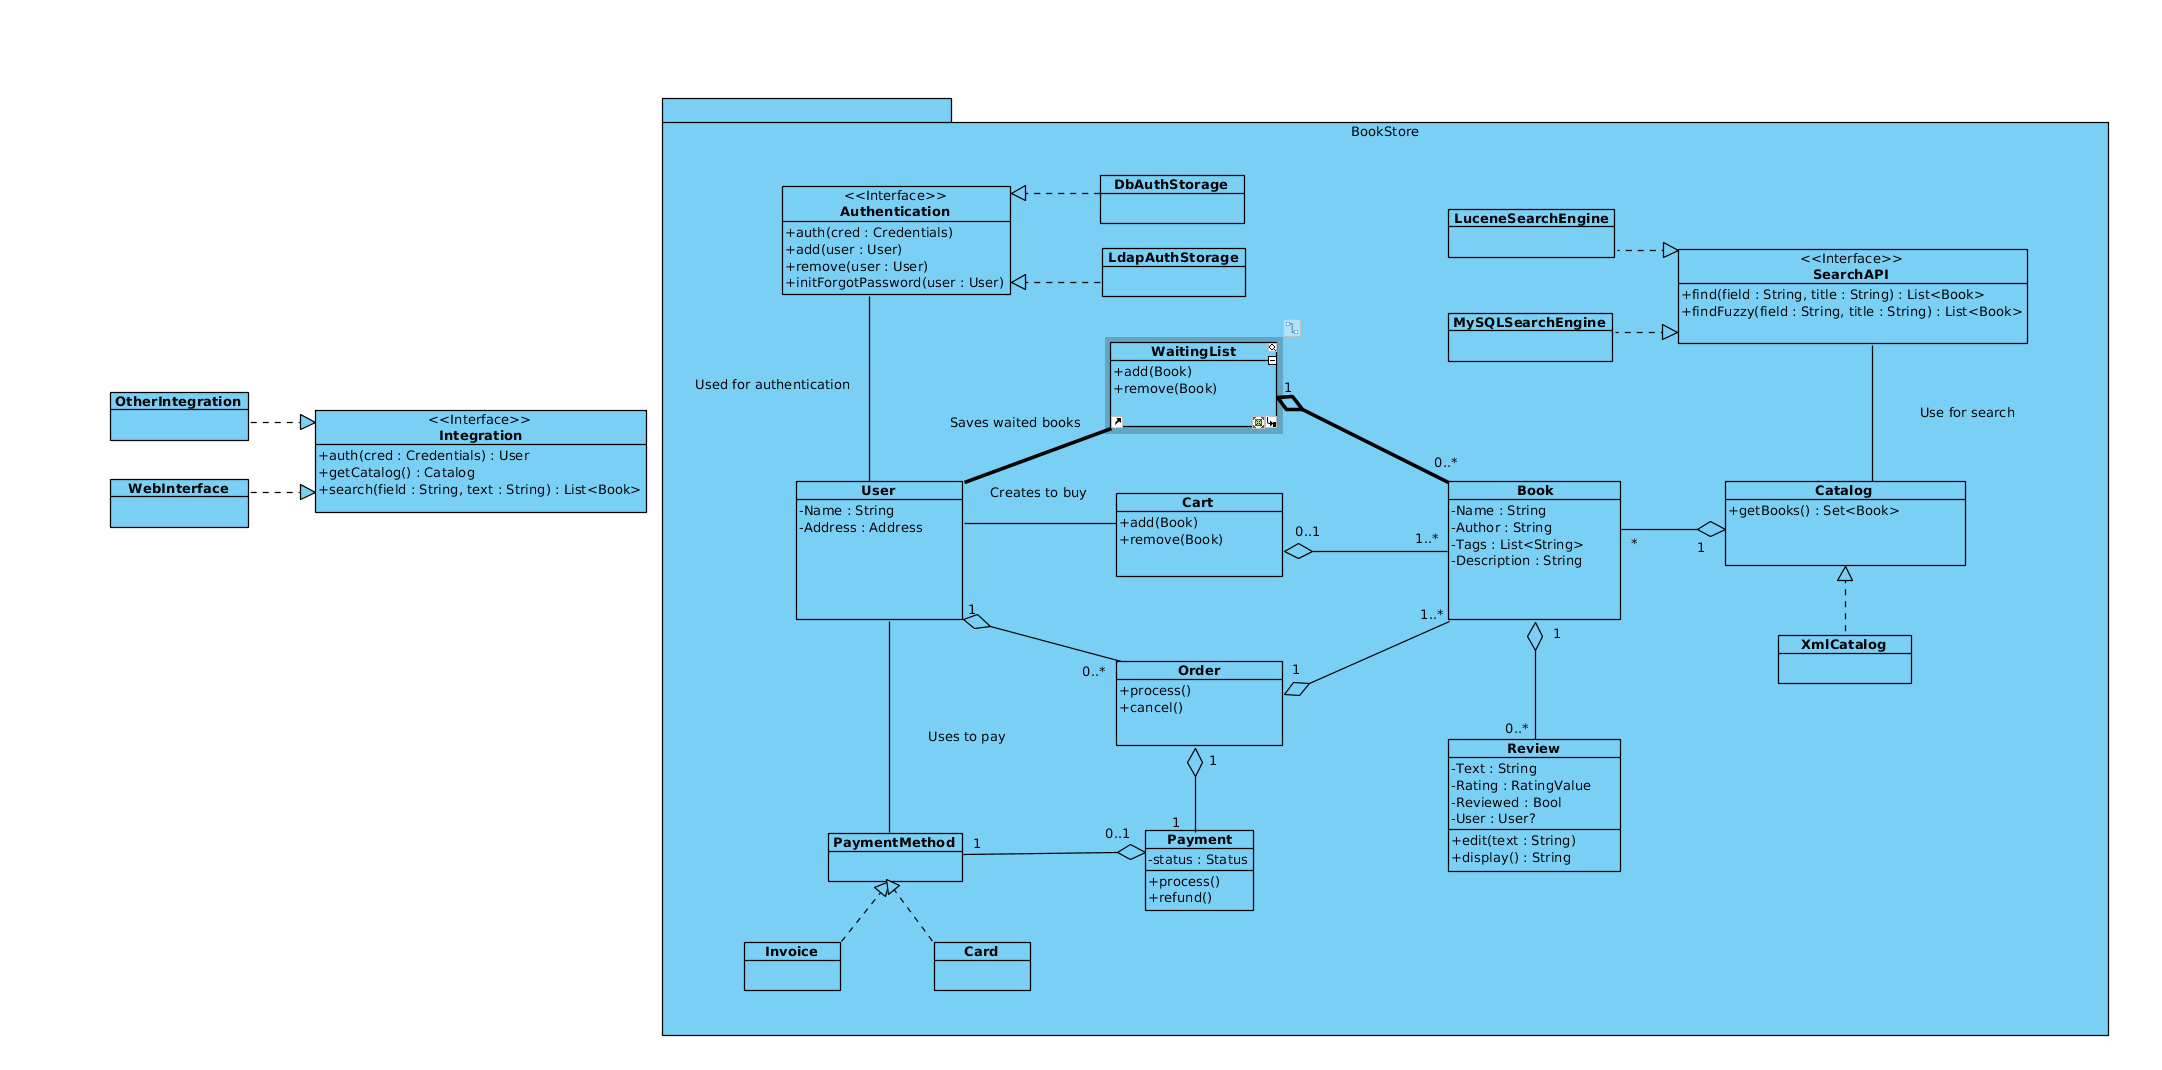 BookStore
<<Interface>>
Authentication
+auth(cred : Credentials)
+add(user : User)
+remove(user : User)
+initForgotPassword(user : User)
DbAuthStorage
LdapAuthStorage
LuceneSearchEngine
MySQLSearchEngine
<<Interface>>
SearchAPI
+find(field : String, title : String) : List<Book>
+findFuzzy(field : String, title : String) : List<Book>
WaitingList
+add(Book)
+remove(Book)
1
0..*
Used for authentication
Saves waited books
Use for search
OtherIntegration
WebInterface
<<Interface>>
Integration
+auth(cred : Credentials) : User
+getCatalog() : Catalog
+search(field : String, text : String) : List<Book>
User
-Name : String
-Address : Address
Creates to buy
Cart
+add(Book)
+remove(Book)
0..1
1..*
Book
-Name : String
-Author : String
-Tags : List<String>
-Description : String
*
1
Catalog
+getBooks() : Set<Book>
XmlCatalog
1
0..*
Order
+process()
+cancel()
1
1..*
1
0..*
Review
-Text : String
-Rating : RatingValue
-Reviewed : Bool
-User : User?
+edit(text : String)
+display() : String
Uses to pay
1
1
PaymentMethod
1
0..1
Payment
-status : Status
+process()
+refund()
Invoice
Card